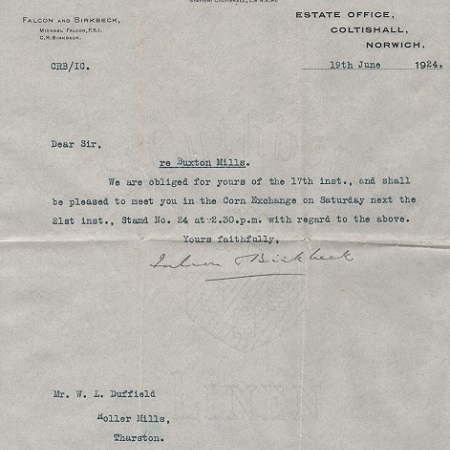 FALCON AND BIRKBECK,
MICHAEL FALCON, F.S.I.
C.R. BIRKBECK.
ESTATE OFFICE,
COLTISHALL,
NORWICH.
CRB/IC.
19th June 1924.
Dear Sir,
re Buxton Mills.
We are obliged for yours of the 17th inst., and shall
be pleased to meet you in the Corn Exchange on Saturday next the
21st inst., Stand No. 24 at 2.30.p.m. with regard to the above.
Yours faithfully,
Falcon & Birkbeck
Mr. W. L. Duffield
Roller Mills,
Tharston.
LINEN